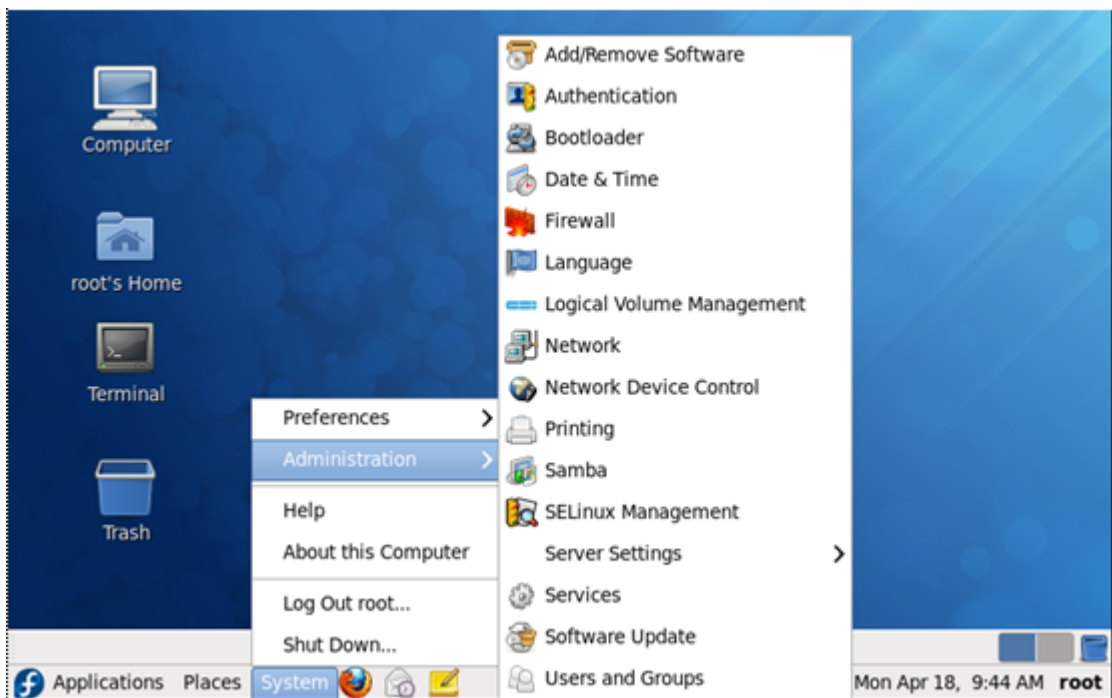 Computer
root's Home
Terminal
Trash
Preferences
Administration
Help
About this Computer
Log Out root...
Shut Down...
Add/Remove Software
Authentication
Bootloader
Date & Time
Firewall
Language
Logical Volume Management
Network
Network Device Control
Printing
Samba
SELinux Management
Server Settings
Services
Software Update
Users and Groups
Applications Places System Mon Apr 18, 9:44 AM root